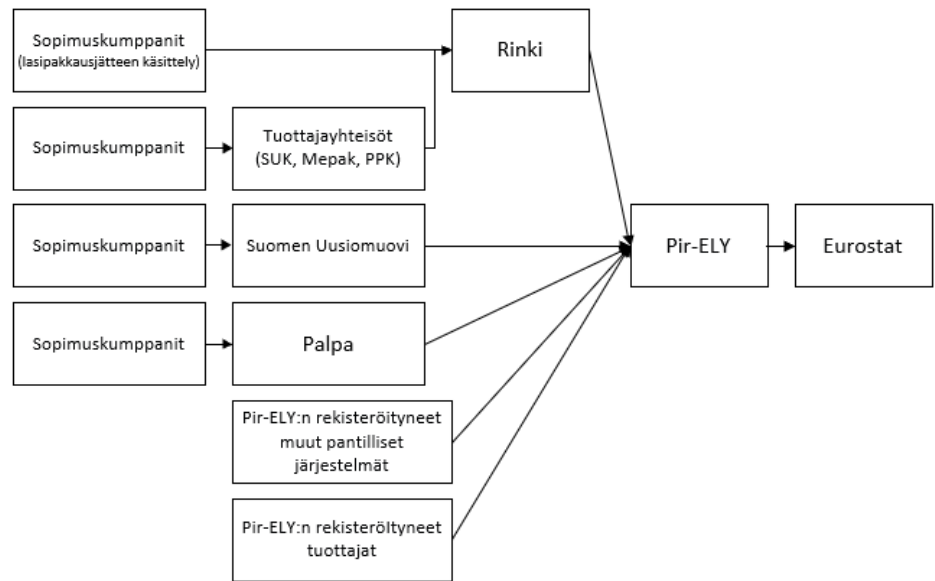 Sopimuskumppanit
(lasipakkausjätteen käsittely)
Rinki
Sopimuskumppanit
Tuottajayhteisöt
(SUK, Mepak, PPK)
Sopimuskumppanit
Suomen Uusiomuovi
Pir-ELY
Eurostat
Sopimuskumppanit
Palpa
Pir-ELY:n rekisteröityneet
muut pantilliset
järjestelmät
Pir-ELY:n rekisteröltyneet
tuottajat